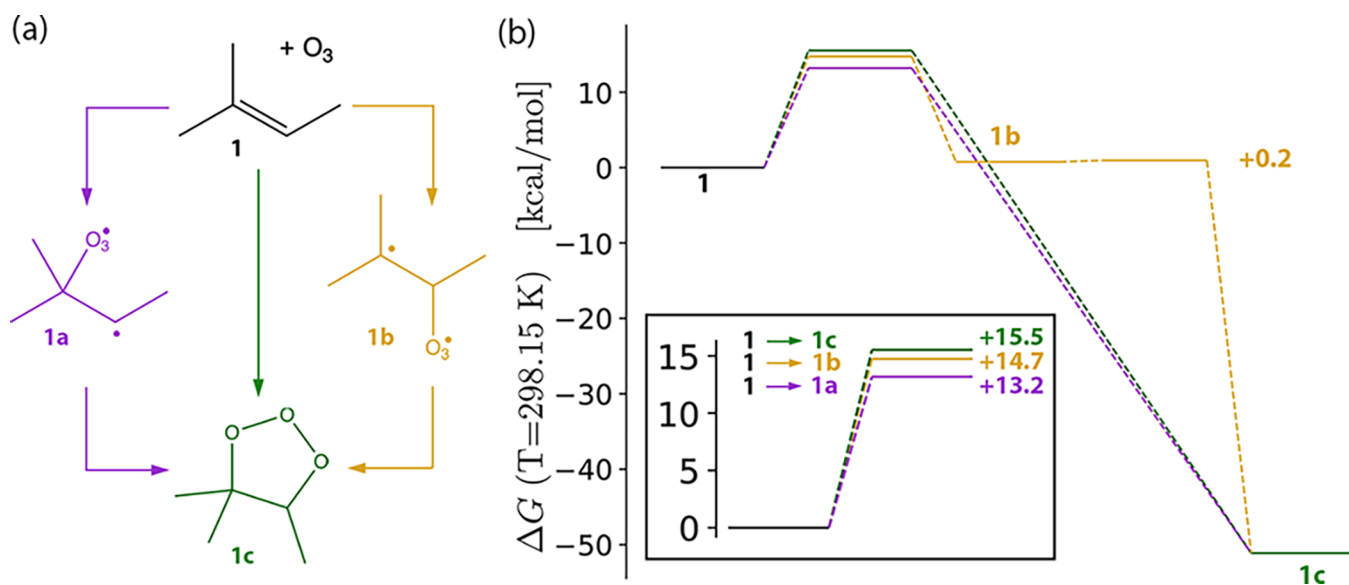 (a)
+ O3
1
O3•
1a
1b
O3•
O
O
O
1c
(b)
ΔG (T=298.15 K) [kcal/mol]
10
0
−10
−20
−30
−40
−50
1
1b
+0.2
1c
15
10
5
0
1 → 1c +15.5
1 → 1b +14.7
1 → 1a +13.2